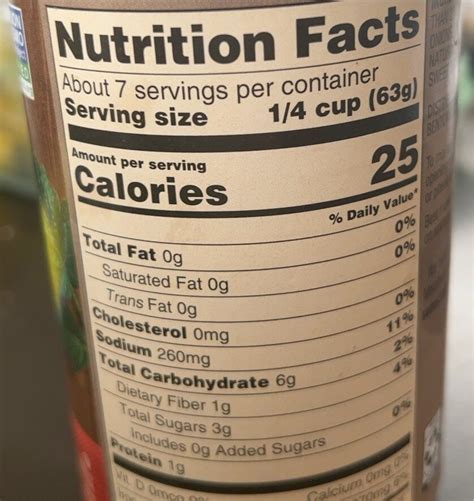 Nutrition Facts
About 7 servings per container
Serving size 1/4 cup (63g)
Amount per serving
Calories 25
% Daily Value*
Total Fat 0g 0%
Saturated Fat 0g 0%
Trans Fat 0g
Cholesterol 0mg 0%
Sodium 260mg 11%
Total Carbohydrate 6g 2%
Dietary Fiber 1g 4%
Total Sugars 3g
Includes 0g Added Sugars 0%
Protein 1g
Vit. D 0mcg 0% Calcium 0mg 0%